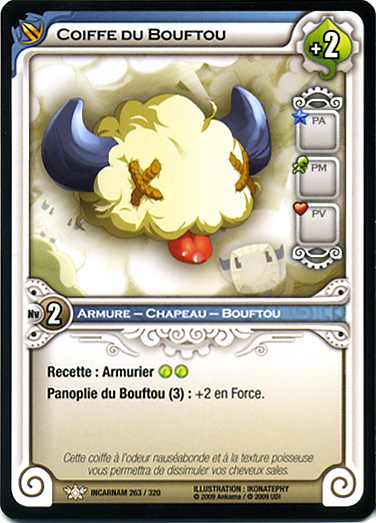 Coiffe du Bouftou
+2
PA
PM
PV
Nv 2 Armure – Chapeau – Bouftou
Recette : Armurier
Panoplie du Bouftou (3) : +2 en Force.
Cette coiffe à l'odeur nauséabonde et à la texture poisseuse
vous permettra de dissimuler vos cheveux sales.
INCARNAM 263 / 320
ILLUSTRATION : IKONATEPHY
© 2009 Ankama / © 2009 UDI